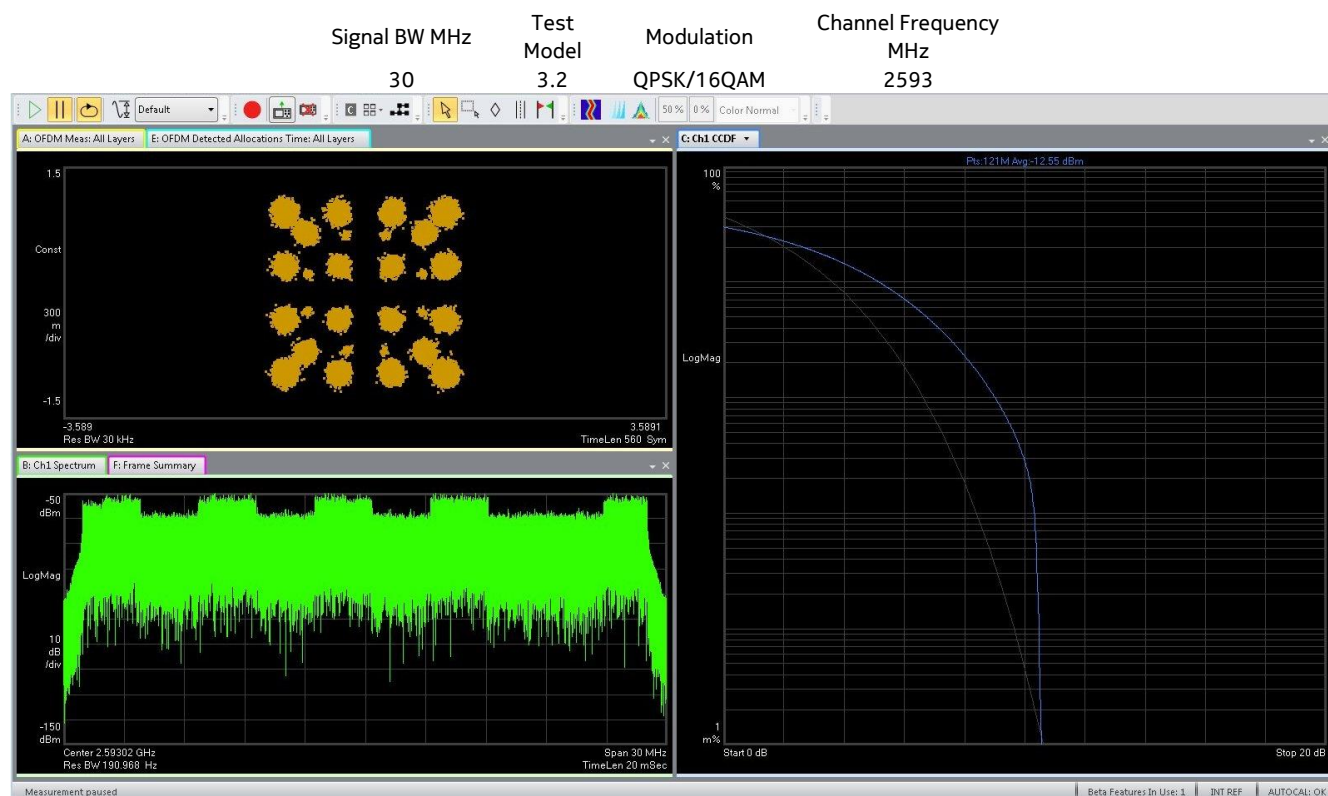 Signal BW MHz Test Model Modulation Channel Frequency MHz
30 3.2 QPSK/16QAM 2593
Default 50 % 0 % Color Normal
A: OFDM Meas: All Layers E: OFDM Detected Allocations Time: All Layers
1.5
Const
300
m
/div
-1.5
-3.589 3.5891
Res BW 30 kHz TimeLen 560 Sym
B: Ch1 Spectrum F: Frame Summary
-50
dBm
LogMag
10
dB
/div
-150
dBm
Center 2.59302 GHz Span 30 MHz
Res BW 190.968 Hz TimeLen 20 mSec
C: Ch1 CCDF
Pts:121M Avg:-12.55 dBm
100
%
LogMag
1
m%
Start 0 dB Stop 20 dB
Measurement paused Beta Features In Use: 1 INT REF AUTOCAL: OK